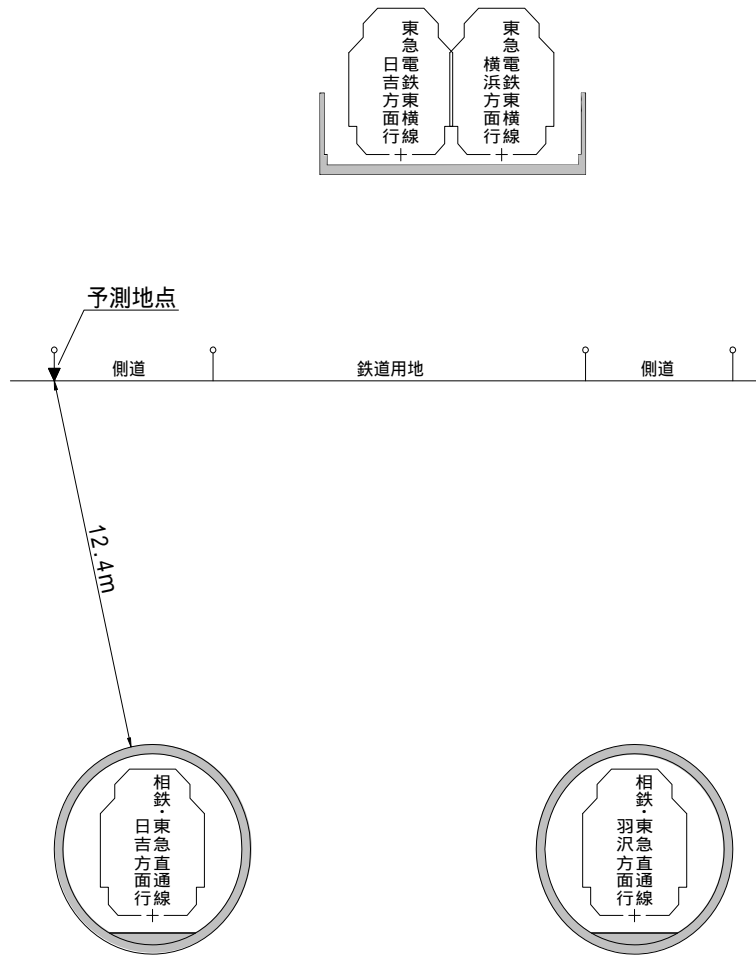 東急電鉄東横線
日吉方面行
東急電鉄東横線
横浜方面行
予測地点
側道
鉄道用地
側道
12.4m
相鉄・東急直通線
日吉方面行
相鉄・東急直通線
羽沢方面行